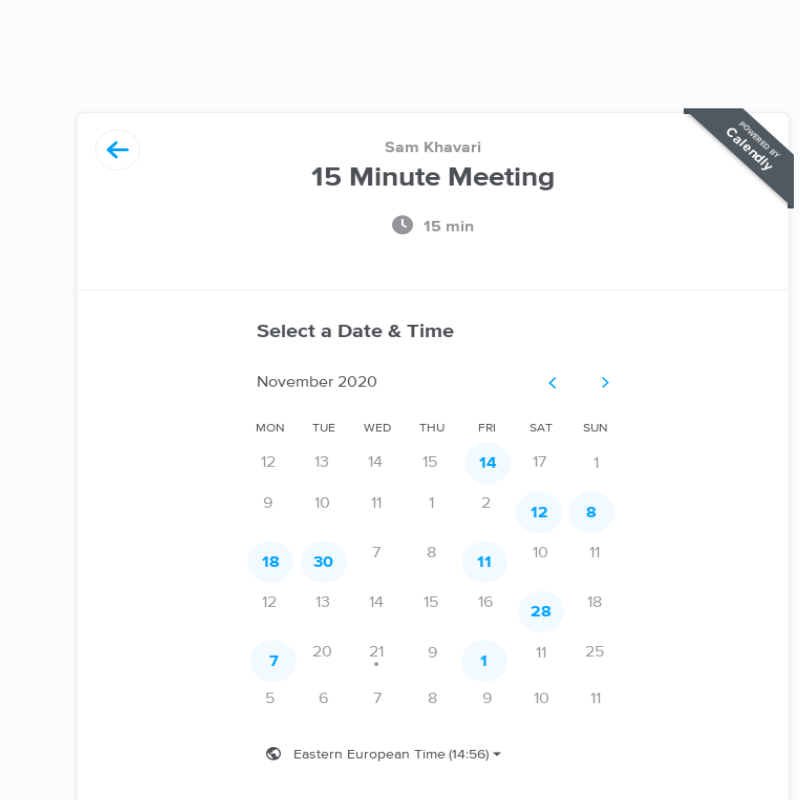 POWERED BY
Calendly
Sam Khavari
15 Minute Meeting
15 min
Select a Date & Time
November 2020
MON TUE WED THU FRI SAT SUN
12 13 14 15 14 17 1
9 10 11 1 2 12 8
18 30 7 8 11 10 11
12 13 14 15 16 28 18
7 20 21 9 1 11 25
5 6 7 8 9 10 11
Eastern European Time (14:56)